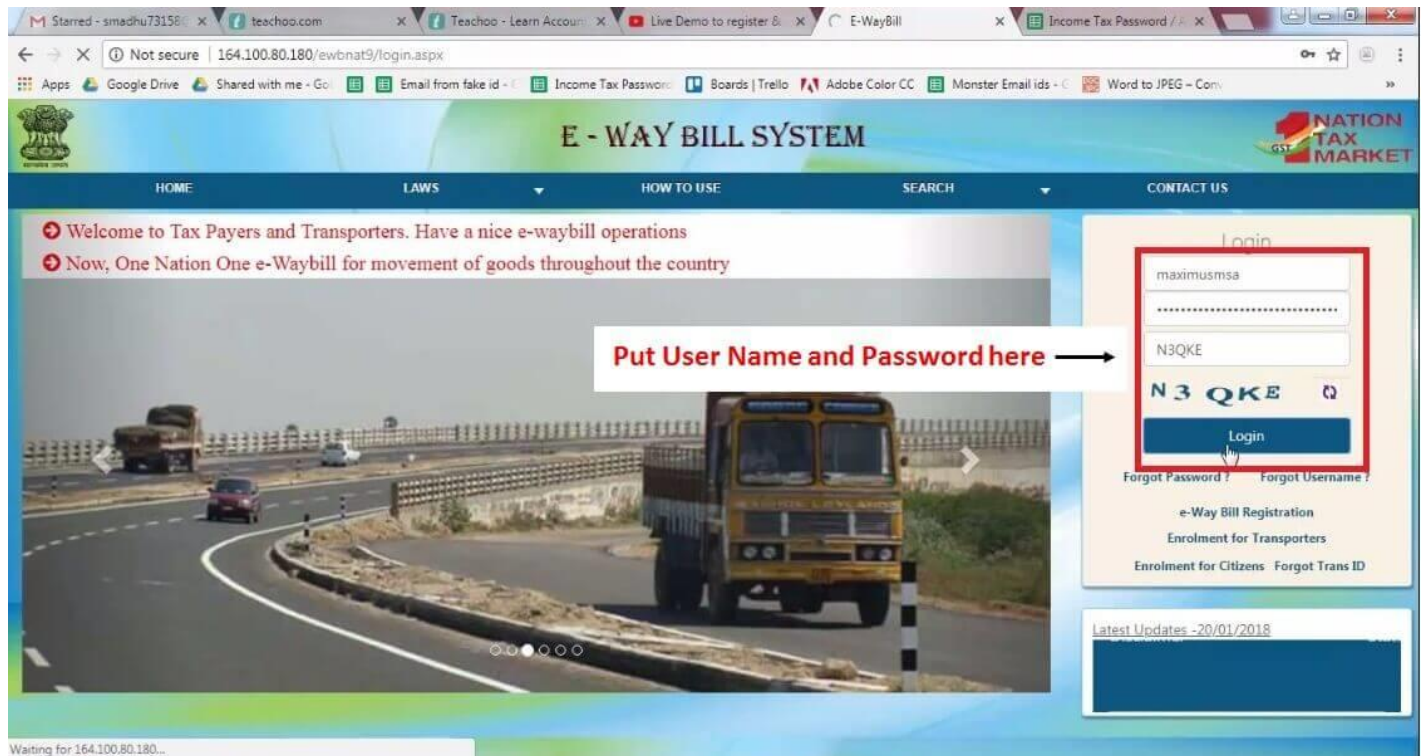 Starred - smadhu73158
teachoo.com
Teachoo - Learn Accoun
Live Demo to register &
E-WayBill
Income Tax Password / A
Not secure | 164.100.80.180/ewbnat9/login.aspx
Apps Google Drive Shared with me - Go Email from fake id - Income Tax Passwor Boards | Trello Adobe Color CC Monster Email ids - G Word to JPEG – Con »
E - WAY BILL SYSTEM
GST 1 NATION
TAX
MARKET
HOME LAWS HOW TO USE SEARCH CONTACT US
Welcome to Tax Payers and Transporters. Have a nice e-waybill operations
Now, One Nation One e-Waybill for movement of goods throughout the country
Login
maximusmsa
••••••••••••••••••••••••••••••••
N3QKE
Put User Name and Password here
N3QKE
Login
Forgot Password ? Forgot Username ?
e-Way Bill Registration
Enrolment for Transporters
Enrolment for Citizens Forgot Trans ID
Latest Updates -20/01/2018
Waiting for 164.100.80.180...